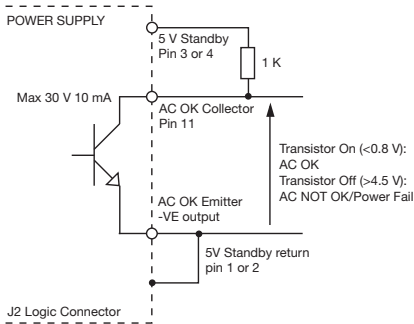 POWER SUPPLY
5 V Standby
Pin 3 or 4
1 K
Max 30 V 10 mA
AC OK Collector
Pin 11
Transistor On (<0.8 V):
AC OK
Transistor Off (>4.5 V):
AC NOT OK/Power Fail
AC OK Emitter
-VE output
5V Standby return
pin 1 or 2
J2 Logic Connector